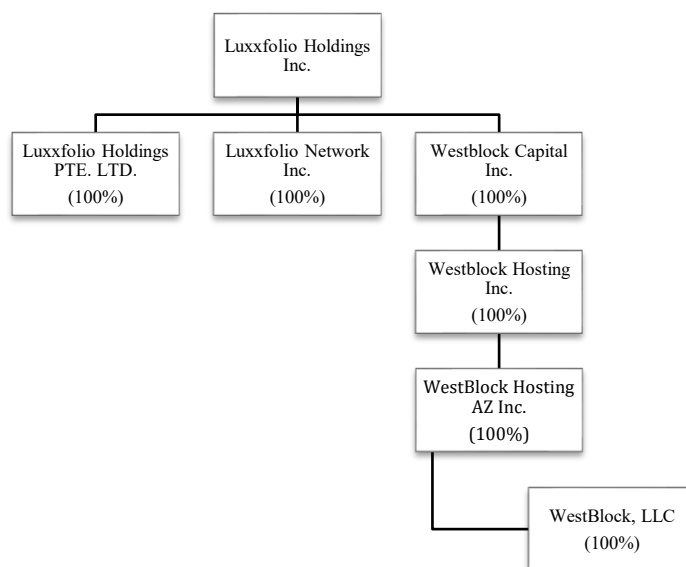 Luxxfolio Holdings
Inc.
Luxxfolio Holdings
PTE. LTD.
(100%)
Luxxfolio Network
Inc.
(100%)
Westblock Capital
Inc.
(100%)
Westblock Hosting
Inc.
(100%)
WestBlock Hosting
AZ Inc.
(100%)
WestBlock, LLC
(100%)